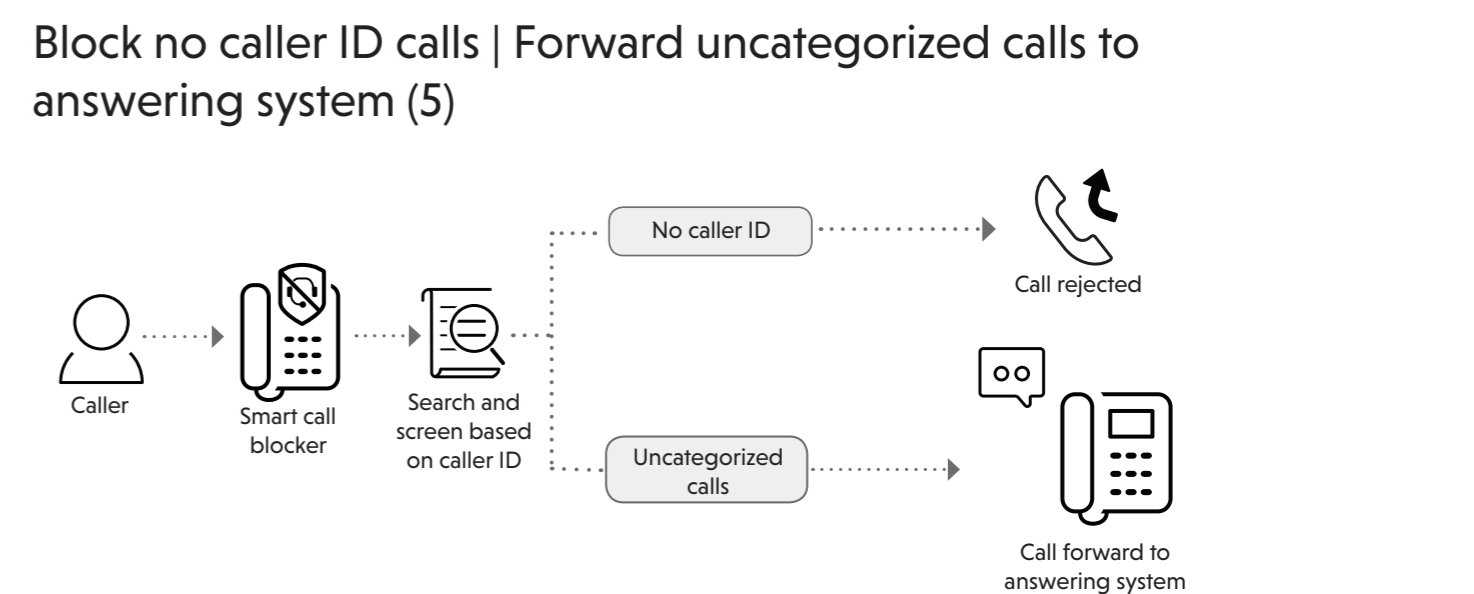 Block no caller ID calls | Forward uncategorized calls to
answering system (5)
No caller ID
Call rejected
Caller
Smart call
blocker
Search and
screen based
on caller ID
Uncategorized
calls
Call forward to
answering system